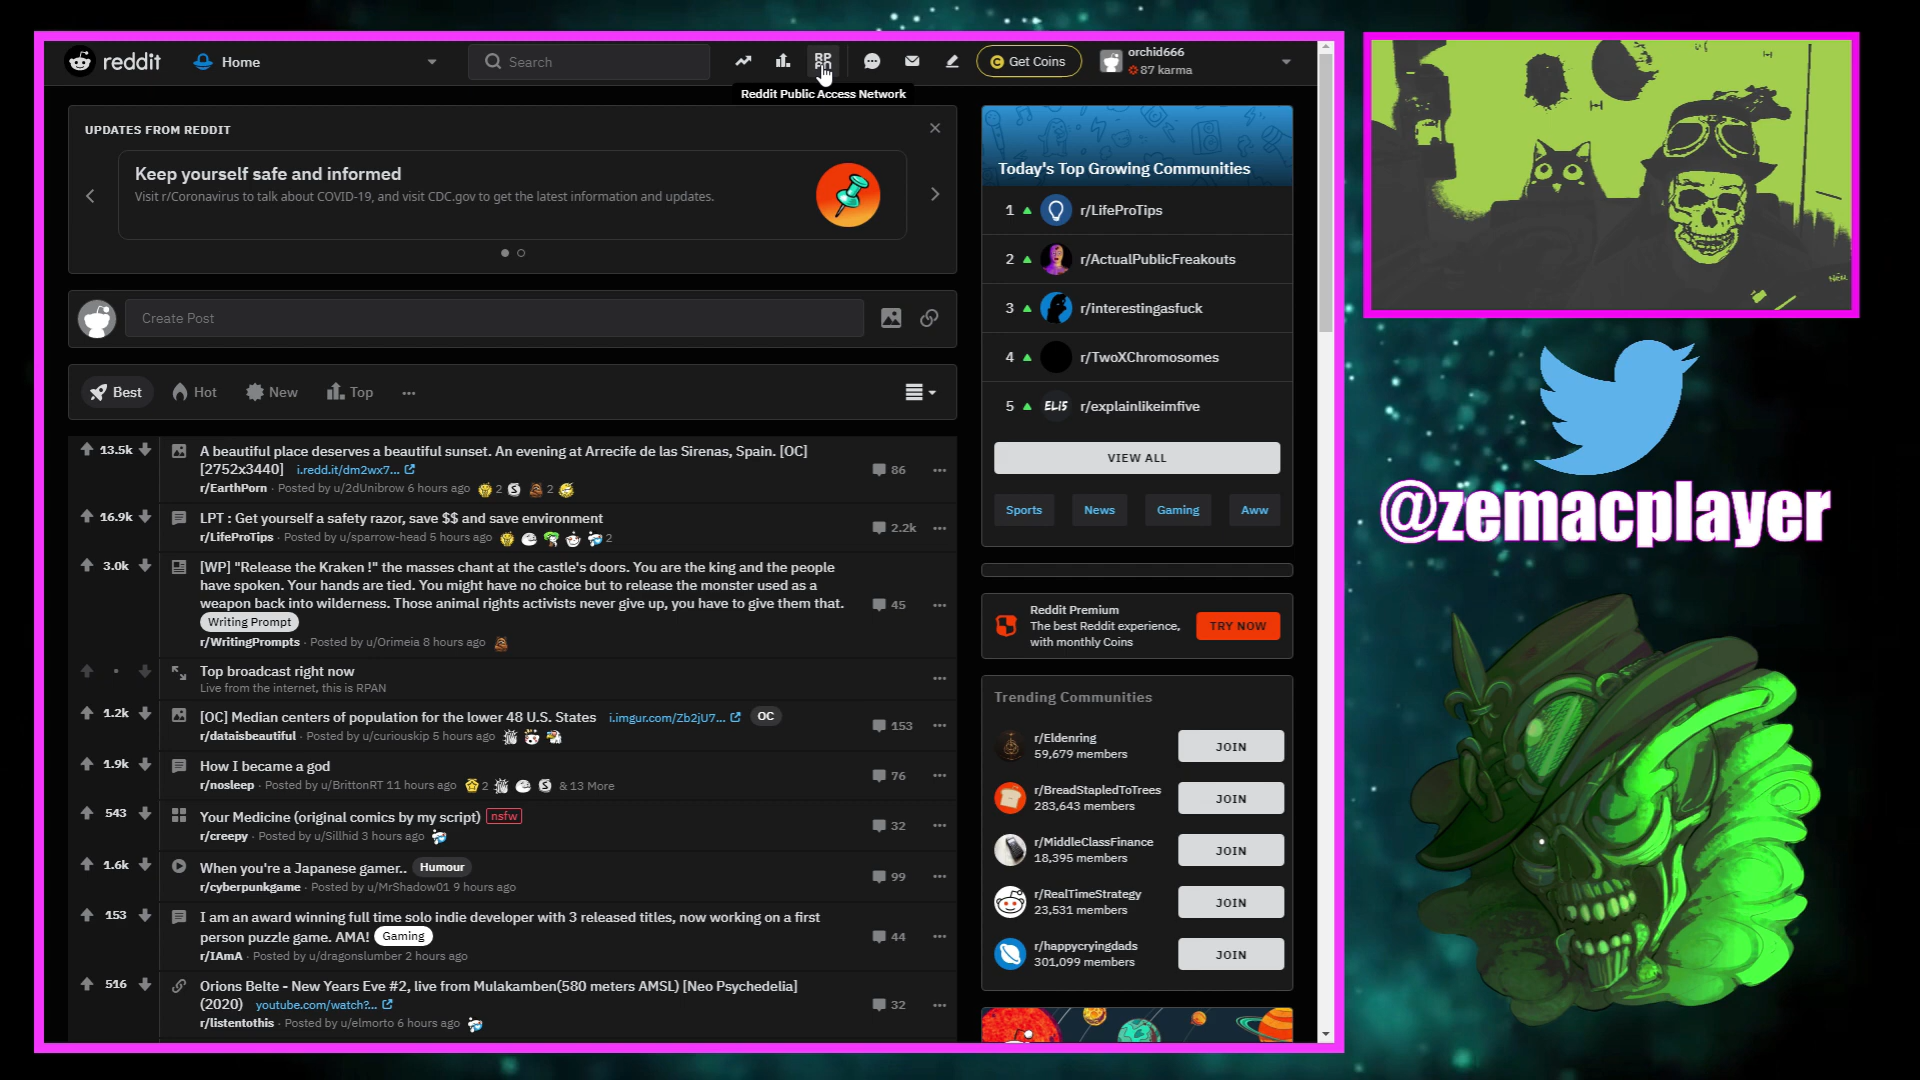 reddit
Home
Search
Get Coins
orchid666
87 karma
Reddit Public Access Network
UPDATES FROM REDDIT
Keep yourself safe and informed
Visit r/Coronavirus to talk about COVID-19, and visit CDC.gov to get the latest information and updates.
Create Post
Best
Hot
New
Top
13.5k
A beautiful place deserves a beautiful sunset. An evening at Arrecife de las Sirenas, Spain. [OC]
[2752x3440] i.redd.it/dm2wx7...
86
r/EarthPorn · Posted by u/2dUnibrow 6 hours ago 2 S 2
16.9k
LPT : Get yourself a safety razor, save $$ and save environment
2.2k
r/LifeProTips · Posted by u/sparrow-head 5 hours ago 2
3.0k
[WP] "Release the Kraken !" the masses chant at the castle's doors. You are the king and the people
have spoken. Your hands are tied. You might have no choice but to release the monster used as a
weapon back into wilderness. Those animal rights activists never give up, you have to give them that.
45
Writing Prompt
r/WritingPrompts · Posted by u/Orimeia 8 hours ago
Top broadcast right now
Live from the internet, this is RPAN
1.2k
[OC] Median centers of population for the lower 48 U.S. States i.imgur.com/Zb2jU7... OC
153
r/dataisbeautiful · Posted by u/curiouskip 5 hours ago
1.9k
How I became a god
76
r/nosleep · Posted by u/BrittonRT 11 hours ago 2 S & 13 More
543
Your Medicine (original comics by my script) nsfw
32
r/creepy · Posted by u/Sillhid 3 hours ago
1.6k
When you're a Japanese gamer.. Humour
99
r/cyberpunkgame · Posted by u/MrShadow01 9 hours ago
153
I am an award winning full time solo indie developer with 3 released titles, now working on a first
person puzzle game. AMA! Gaming
44
r/IAmA · Posted by u/dragonslumber 2 hours ago
516
Orions Belte - New Years Eve #2, live from Mulakamben(580 meters AMSL) [Neo Psychedelia]
(2020) youtube.com/watch?...
32
r/listentothis · Posted by u/elmorto 6 hours ago
Today's Top Growing Communities
1 r/LifeProTips
2 r/ActualPublicFreakouts
3 r/interestingasfuck
4 r/TwoXChromosomes
5 ELI5 r/explainlikeimfive
VIEW ALL
Sports
News
Gaming
Aww
Reddit Premium
The best Reddit experience,
with monthly Coins
TRY NOW
Trending Communities
r/Eldenring
59,679 members
JOIN
r/BreadStapledToTrees
283,643 members
JOIN
r/MiddleClassFinance
18,395 members
JOIN
r/RealTimeStrategy
23,531 members
JOIN
r/happycryingdads
301,099 members
JOIN
@zemacplayer